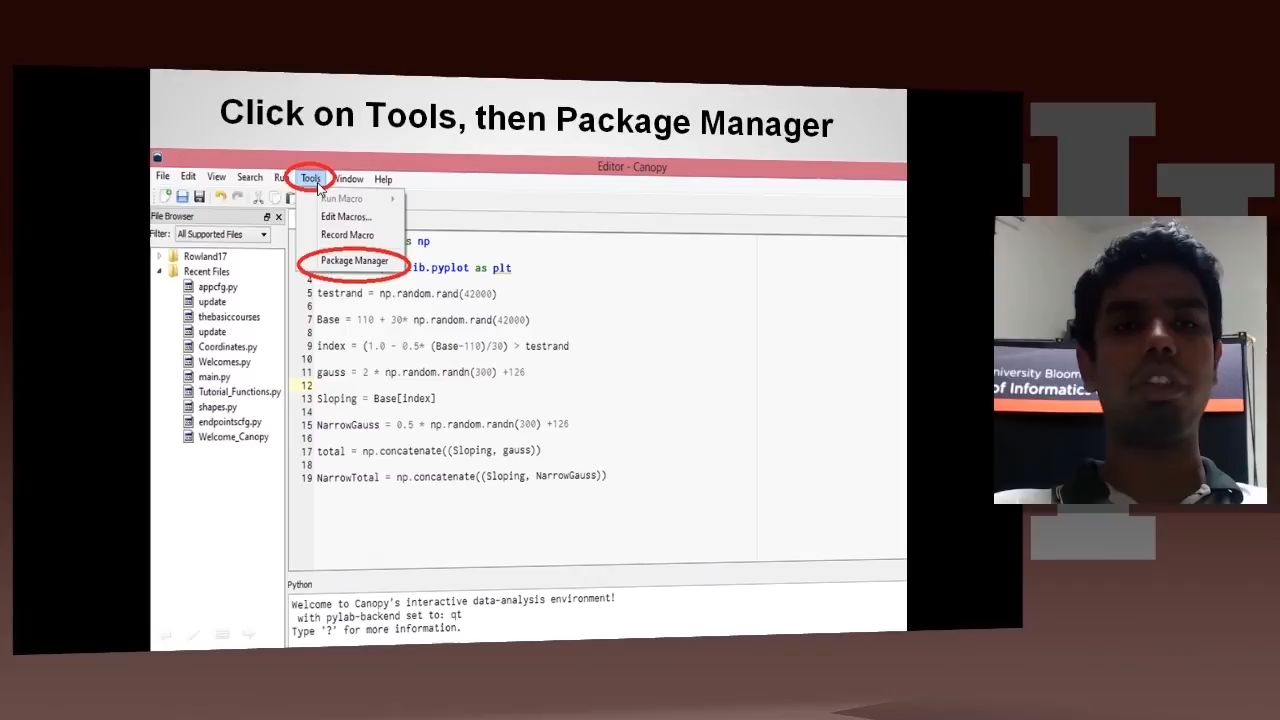 Click on Tools, then Package Manager
Editor - Canopy
File Edit View Search Tools Window Help
Run Macro
Edit Macros...
Record Macro
Package Manager
File Browser
Filter: All Supported Files
Rowland17
Recent Files
appcfg.py
update
thebasiccourses
update
Coordinates.py
Welcomes.py
main.py
Tutorial_Functions.py
shapes.py
endpointscfg.py
Welcome_Canopy
s np
ib.pyplot as plt
4
5 testrand = np.random.rand(42000)
6
7 Base = 110 + 30* np.random.rand(42000)
8
9 index = (1.0 - 0.5* (Base-110)/30) > testrand
10
11 gauss = 2 * np.random.randn(300) +126
12
13 Sloping = Base[index]
14
15 NarrowGauss = 0.5 * np.random.randn(300) +126
16
17 total = np.concatenate((Sloping, gauss))
18
19 NarrowTotal = np.concatenate((Sloping, NarrowGauss))
Python
Welcome to Canopy's interactive data-analysis environment!
with pylab-backend set to: qt
Type '?' for more information.
niversity Bloom
of Informatics